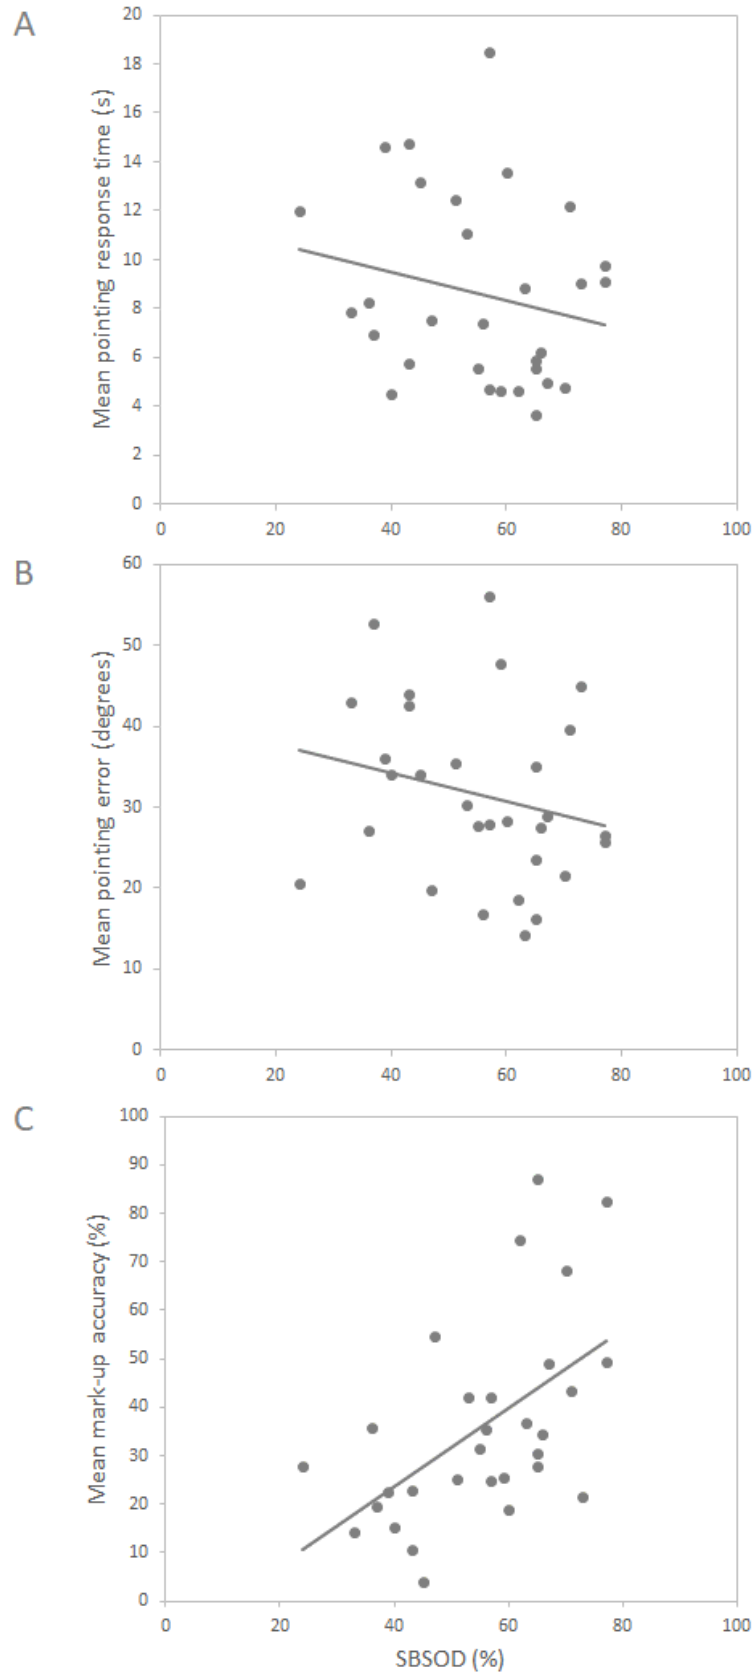 A
Mean pointing response time (s)
20
18
16
14
12
10
8
6
4
2
0
0 20 40 60 80 100
B
Mean pointing error (degrees)
60
50
40
30
20
10
0
0 20 40 60 80 100
C
Mean mark-up accuracy (%)
100
90
80
70
60
50
40
30
20
10
0
0 20 40 60 80 100
SBSOD (%)